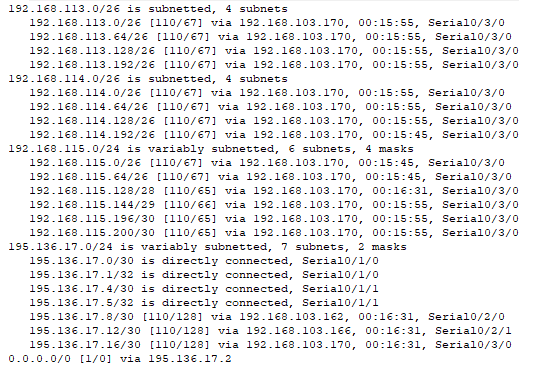 192.168.113.0/26 is subnetted, 4 subnets
192.168.113.0/26 [110/67] via 192.168.103.170, 00:15:55, Serial0/3/0
192.168.113.64/26 [110/67] via 192.168.103.170, 00:15:55, Serial0/3/0
192.168.113.128/26 [110/67] via 192.168.103.170, 00:15:55, Serial0/3/0
192.168.113.192/26 [110/67] via 192.168.103.170, 00:15:55, Serial0/3/0
192.168.114.0/26 is subnetted, 4 subnets
192.168.114.0/26 [110/67] via 192.168.103.170, 00:15:55, Serial0/3/0
192.168.114.64/26 [110/67] via 192.168.103.170, 00:15:55, Serial0/3/0
192.168.114.128/26 [110/67] via 192.168.103.170, 00:15:55, Serial0/3/0
192.168.114.192/26 [110/67] via 192.168.103.170, 00:15:45, Serial0/3/0
192.168.115.0/24 is variably subnetted, 6 subnets, 4 masks
192.168.115.0/26 [110/67] via 192.168.103.170, 00:15:45, Serial0/3/0
192.168.115.64/26 [110/67] via 192.168.103.170, 00:15:45, Serial0/3/0
192.168.115.128/28 [110/65] via 192.168.103.170, 00:16:31, Serial0/3/0
192.168.115.144/29 [110/66] via 192.168.103.170, 00:15:55, Serial0/3/0
192.168.115.196/30 [110/65] via 192.168.103.170, 00:15:55, Serial0/3/0
192.168.115.200/30 [110/65] via 192.168.103.170, 00:15:55, Serial0/3/0
195.136.17.0/24 is variably subnetted, 7 subnets, 2 masks
195.136.17.0/30 is directly connected, Serial0/1/0
195.136.17.1/32 is directly connected, Serial0/1/0
195.136.17.4/30 is directly connected, Serial0/1/1
195.136.17.5/32 is directly connected, Serial0/1/1
195.136.17.8/30 [110/128] via 192.168.103.162, 00:16:31, Serial0/2/0
195.136.17.12/30 [110/128] via 192.168.103.166, 00:16:31, Serial0/2/1
195.136.17.16/30 [110/128] via 192.168.103.170, 00:16:31, Serial0/3/0
0.0.0.0/0 [1/0] via 195.136.17.2